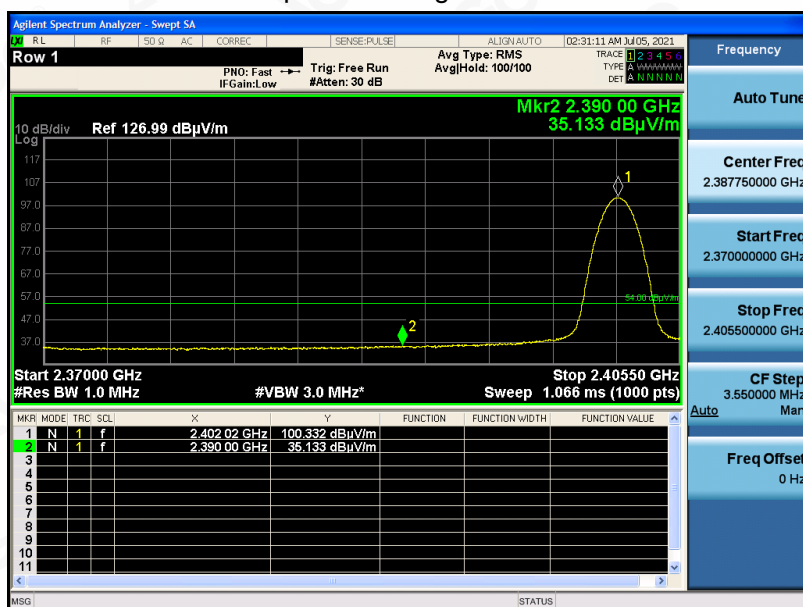 Agilent Spectrum Analyzer - Swept SA
LXI RL RF 50 Ω AC CORREC SENSE:PULSE ALIGN AUTO 02:31:11 AM Jul 05, 2021
Row 1
PNO: Fast
IFGain:Low
Trig: Free Run
#Atten: 30 dB
Avg Type: RMS
Avg|Hold: 100/100
TRACE 1 2 3 4 5 6
TYPE A WWWWW
DET A N N N N N
Mkr2 2.390 00 GHz
35.133 dBµV/m
10 dB/div Ref 126.99 dBµV/m
Log
117
107
97.0
87.0
77.0
67.0
57.0
47.0
37.0
1
2
54.00 dBµV/m
Start 2.37000 GHz Stop 2.40550 GHz
#Res BW 1.0 MHz #VBW 3.0 MHz* Sweep 1.066 ms (1000 pts)
MKR MODE TRC SCL X Y FUNCTION FUNCTION WIDTH FUNCTION VALUE
1 N 1 f 2.402 02 GHz 100.332 dBµV/m
2 N 1 f 2.390 00 GHz 35.133 dBµV/m
3
4
5
6
7
8
9
10
11
MSG STATUS
Frequency
Auto Tune
Center Freq
2.387750000 GHz
Start Freq
2.370000000 GHz
Stop Freq
2.405500000 GHz
CF Step
3.550000 MHz
Auto Man
Freq Offset
0 Hz